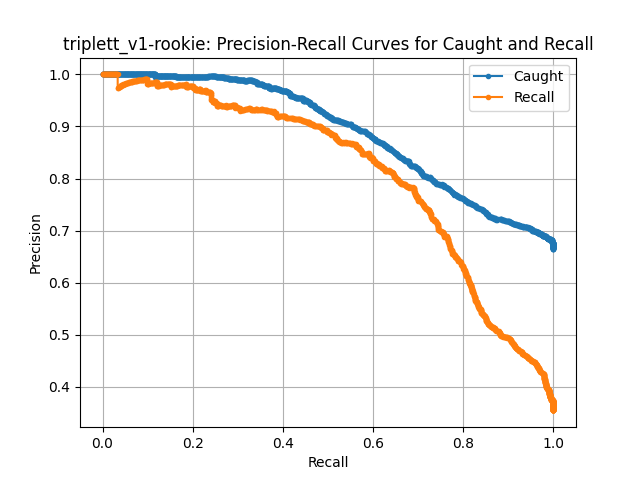 triplett_v1-rookie: Precision-Recall Curves for Caught and Recall
Caught
Recall
1.0
0.9
0.8
0.7
0.6
0.5
0.4
Precision
0.0 0.2 0.4 0.6 0.8 1.0
Recall